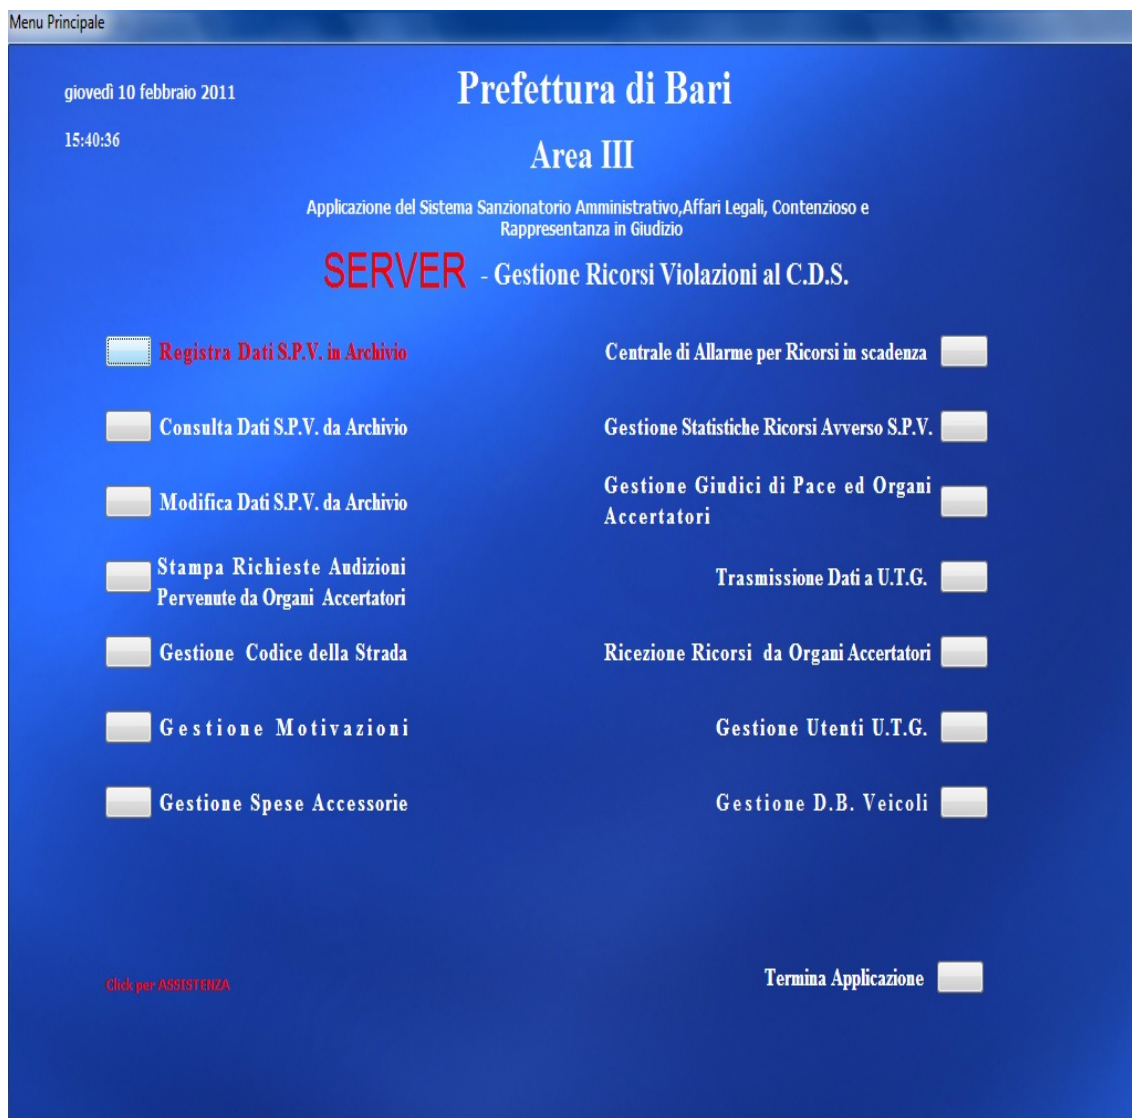 Menu Principale
giovedì 10 febbraio 2011
15:40:36
Prefettura di Bari
Area III
Applicazione del Sistema Sanzionatorio Amministrativo,Affari Legali, Contenzioso e
Rappresentanza in Giudizio
SERVER - Gestione Ricorsi Violazioni al C.D.S.
Registra Dati S.P.V. in Archivio
Consulta Dati S.P.V. da Archivio
Modifica Dati S.P.V. da Archivio
Stampa Richieste Audizioni
Pervenute da Organi Accertatori
Gestione Codice della Strada
Gestione Motivazioni
Gestione Spese Accessorie
Centrale di Allarme per Ricorsi in scadenza
Gestione Statistiche Ricorsi Avverso S.P.V.
Gestione Giudici di Pace ed Organi
Accertatori
Trasmissione Dati a U.T.G.
Ricezione Ricorsi da Organi Accertatori
Gestione Utenti U.T.G.
Gestione D.B. Veicoli
Click per ASSISTENZA
Termina Applicazione